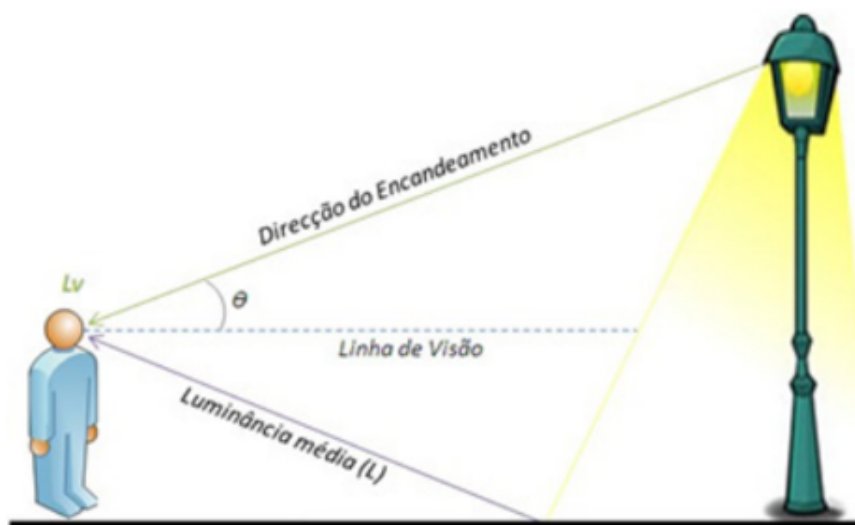 Direcção do Encandeamento
Lv
θ
Linha de Visão
Luminância média (L)